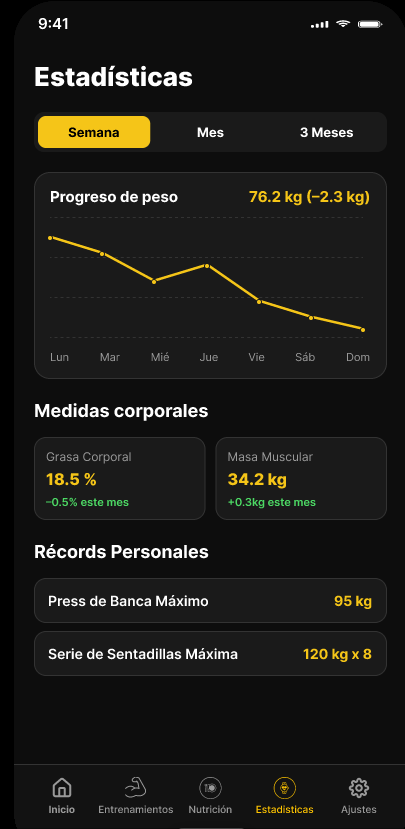 9:41
Estadísticas
Semana Mes 3 Meses
Progreso de peso 76.2 kg (–2.3 kg)
Lun Mar Mié Jue Vie Sáb Dom
Medidas corporales
Grasa Corporal Masa Muscular
18.5 % 34.2 kg
–0.5% este mes +0.3kg este mes
Récords Personales
Press de Banca Máximo 95 kg
Serie de Sentadillas Máxima 120 kg x 8
Inicio Entrenamientos Nutrición Estadísticas Ajustes